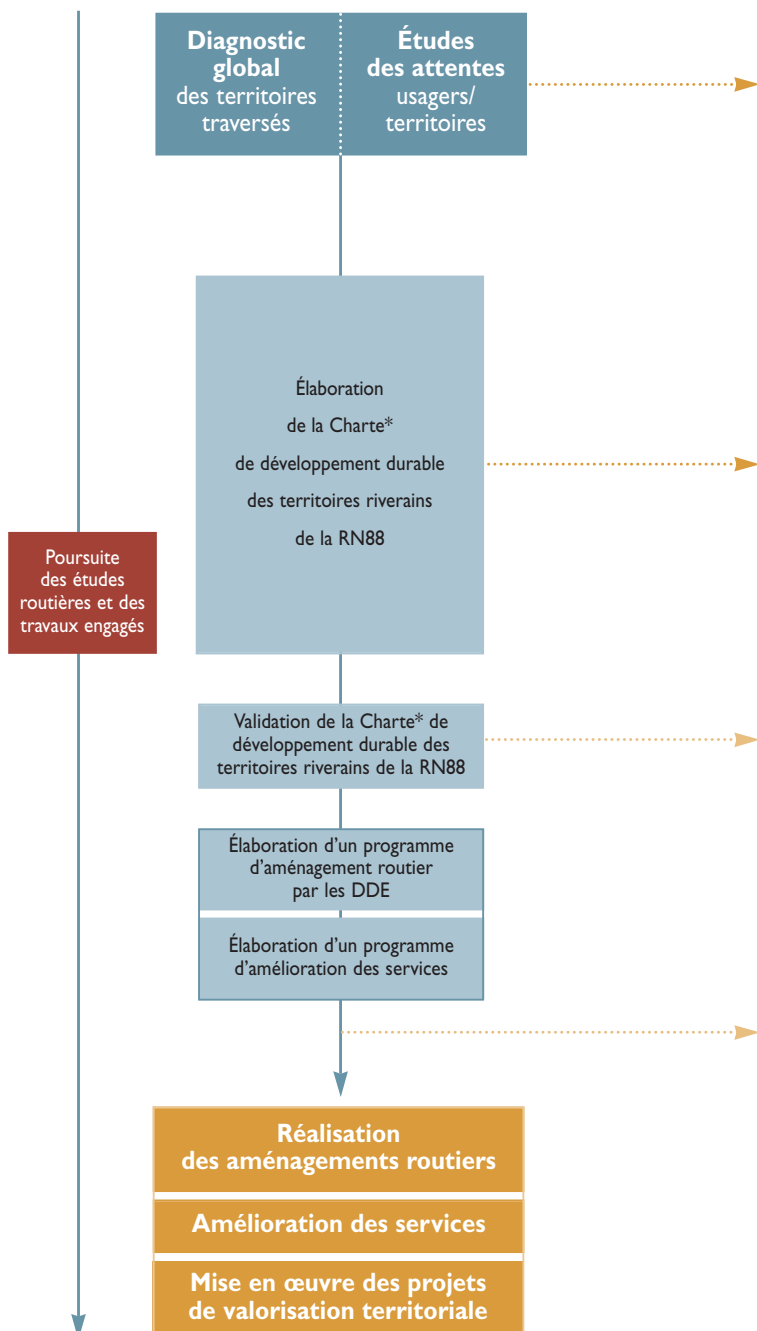 Diagnostic
global
des territoires
traversés
Études
des attentes
usagers/
territoires
Élaboration
de la Charte*
de développement durable
des territoires riverains
de la RN88
Poursuite
des études
routières et des
travaux engagés
Validation de la Charte* de
développement durable des
territoires riverains de la RN88
Élaboration d’un programme
d’aménagement routier
par les DDE
Élaboration d’un programme
d’amélioration des services
Réalisation
des aménagements routiers
Amélioration des services
Mise en œuvre des projets
de valorisation territoriale